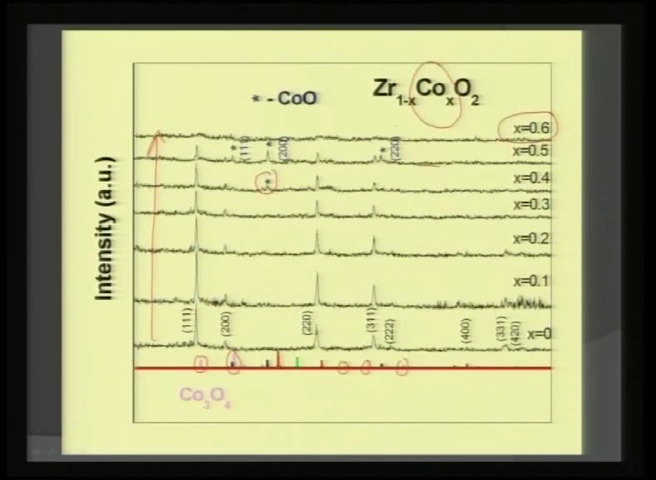 * - CoO
Zr1-xCoxO2
x=0.6
x=0.5
(111)
(200)
(220)
x=0.4
x=0.3
x=0.2
x=0.1
x=0
(111)
(200)
(220)
(311)
(222)
(400)
(331)
(420)
Co3O4
Intensity (a.u.)